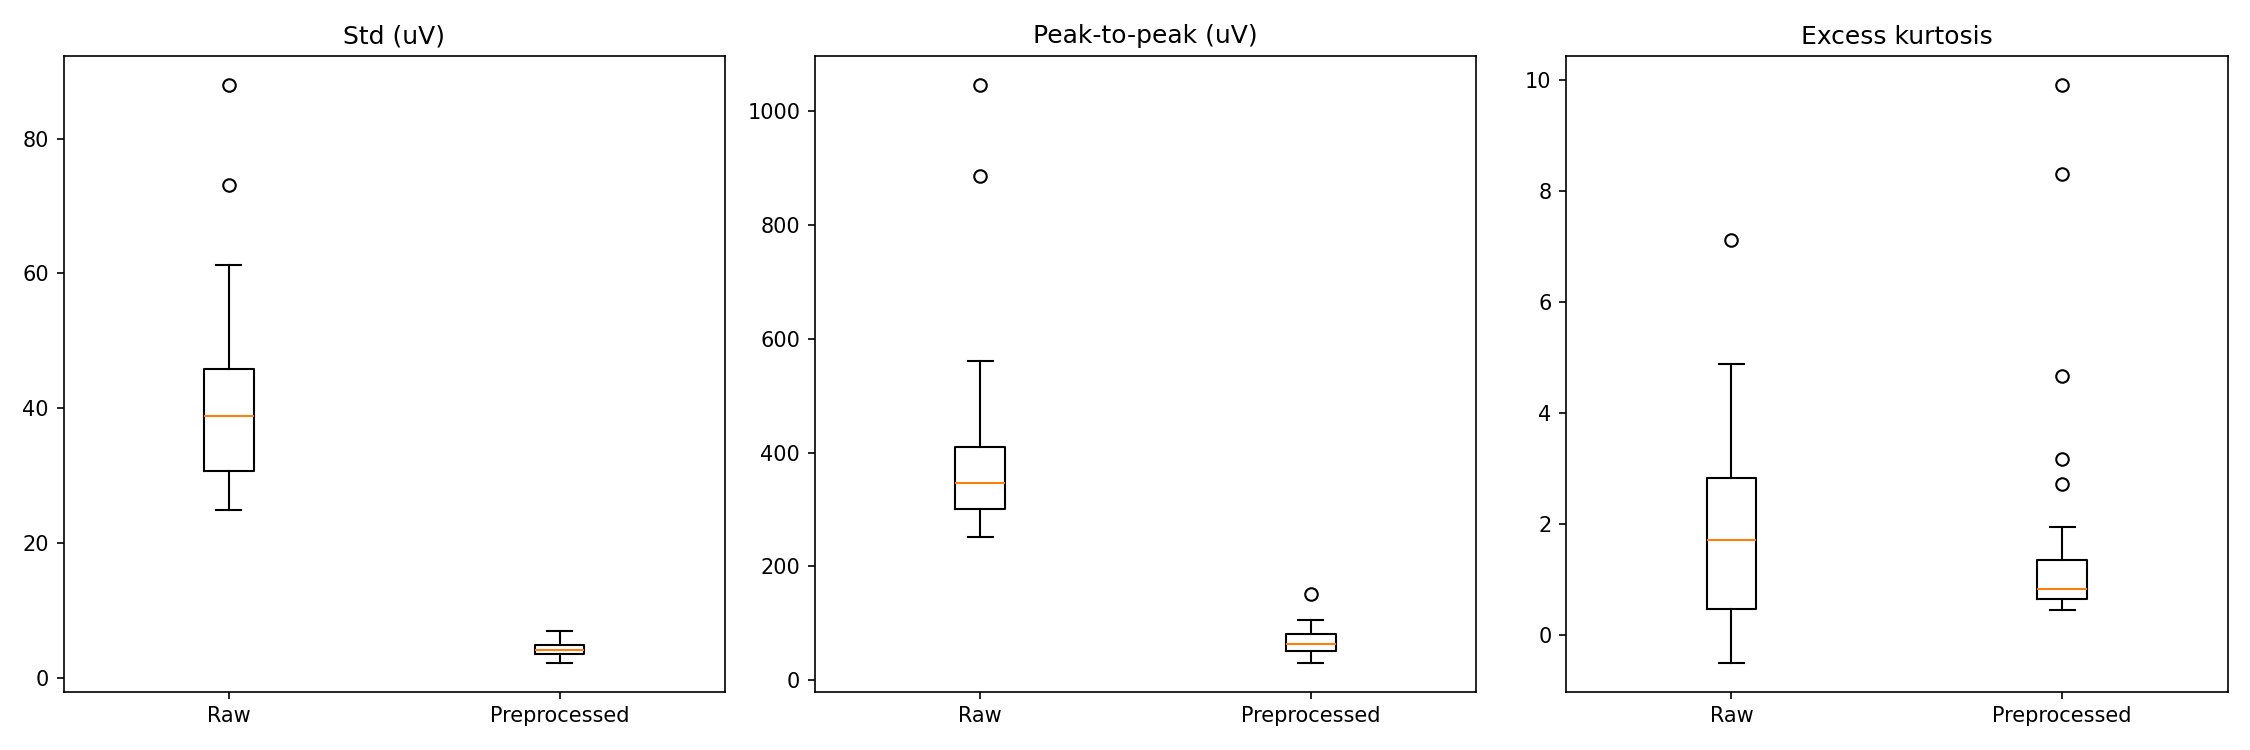 Std (uV)
80
60
40
20
0
Raw
Preprocessed
Peak-to-peak (uV)
1000
800
600
400
200
0
Raw
Preprocessed
Excess kurtosis
10
8
6
4
2
0
Raw
Preprocessed